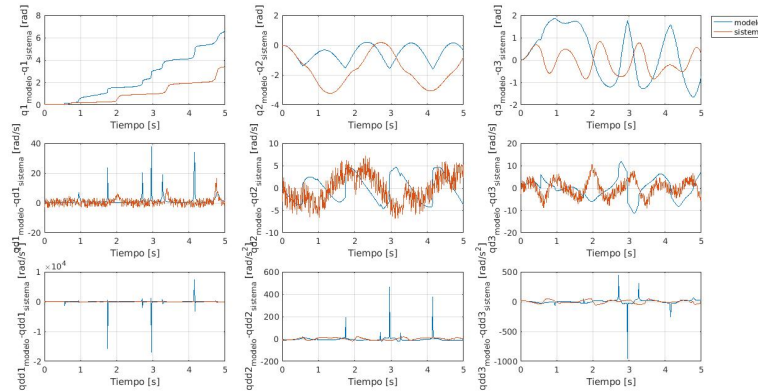 modelo
sistema
q1modelo-q1sistema [rad]
8
6
4
2
0
0 1 2 3 4 5
Tiempo [s]
q2modelo-q2sistema [rad]
2
0
-2
-4
0 1 2 3 4 5
Tiempo [s]
q3modelo-q3sistema [rad]
2
0
-2
-4
0 1 2 3 4 5
Tiempo [s]
qd1modelo-qd1sistema [rad/s]
40
20
0
-20
0 1 2 3 4 5
Tiempo [s]
qd2modelo-qd2sistema [rad/s]
10
5
0
-5
-10
0 1 2 3 4 5
Tiempo [s]
qd3modelo-qd3sistema [rad/s]
20
10
0
-10
-20
0 1 2 3 4 5
Tiempo [s]
qdd1modelo-qdd1sistema [rad/s²]
×10⁴
1
0
-1
-2
0 1 2 3 4 5
Tiempo [s]
qdd2modelo-qdd2sistema [rad/s²]
600
400
200
0
-200
0 1 2 3 4 5
Tiempo [s]
qdd3modelo-qdd3sistema [rad/s²]
500
0
-500
-1000
0 1 2 3 4 5
Tiempo [s]